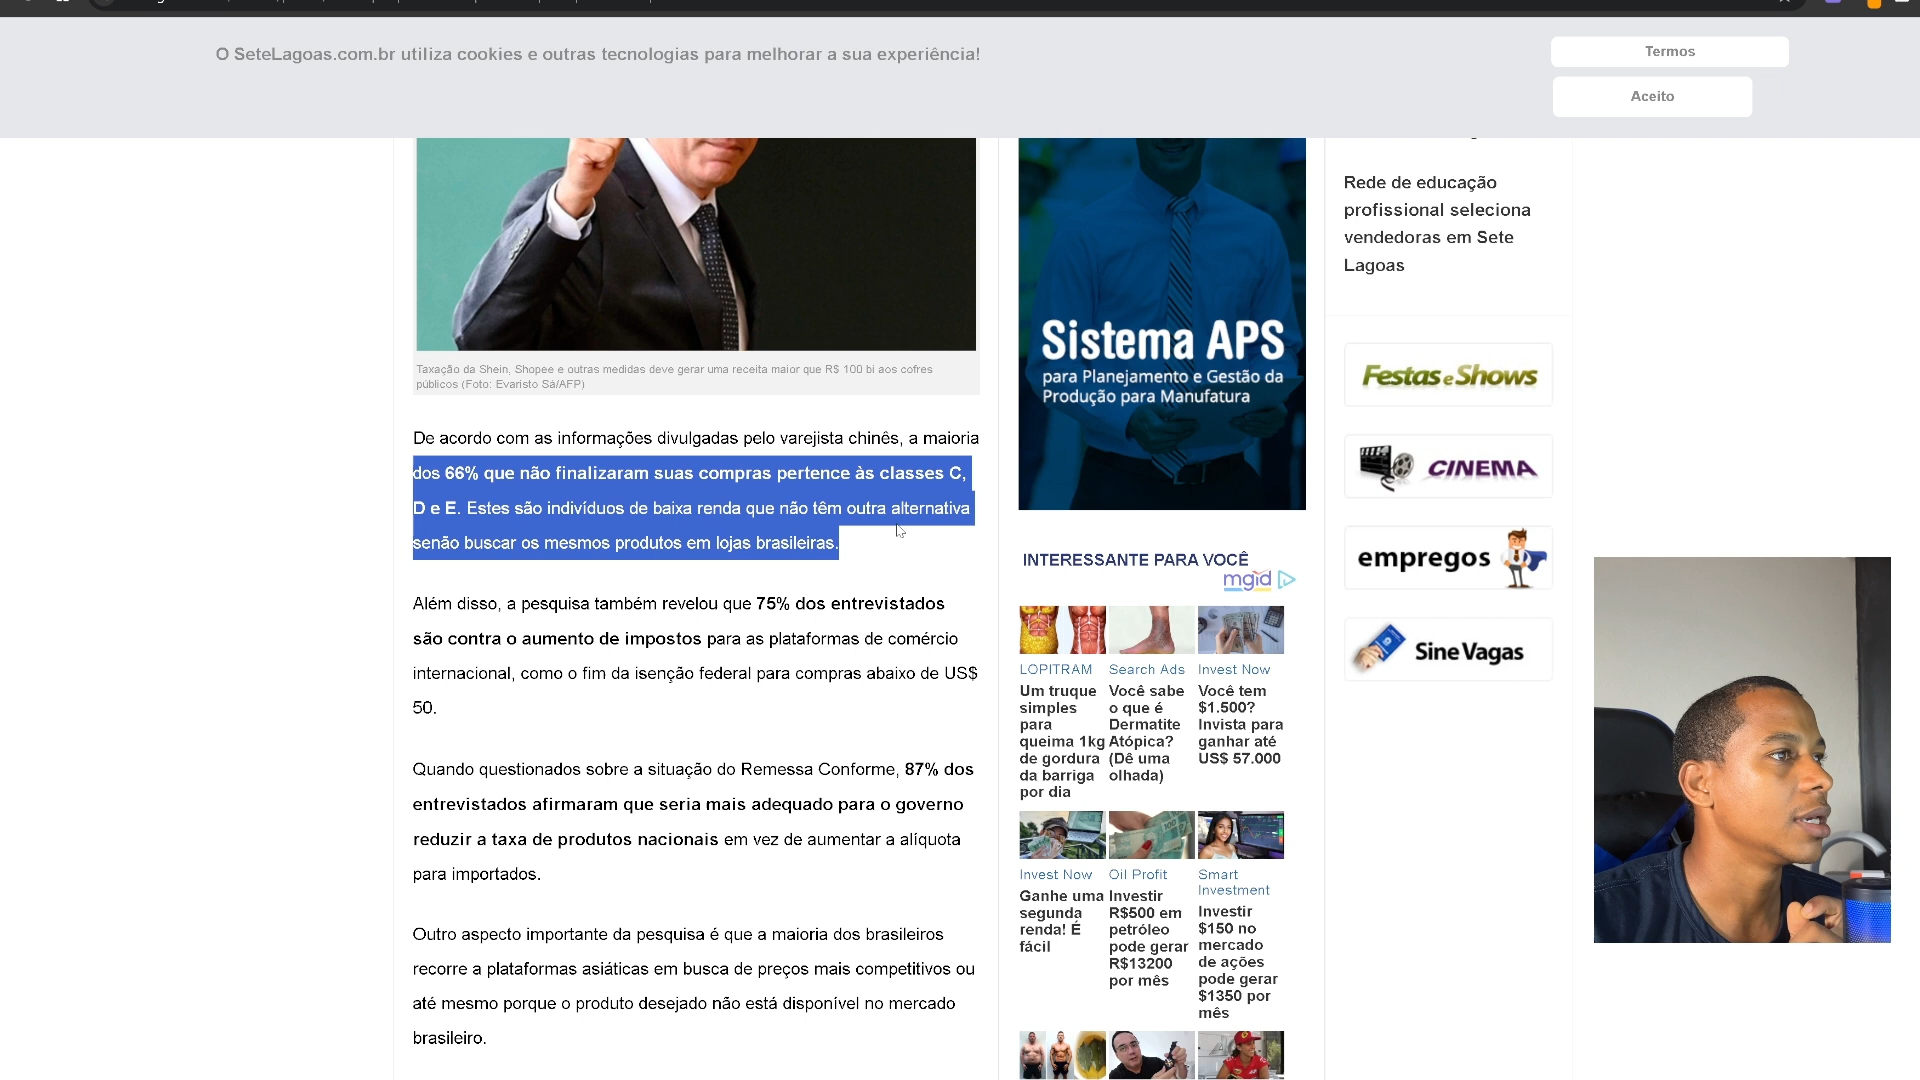 O SeteLagoas.com.br utiliza cookies e outras tecnologias para melhorar a sua experiência!
Termos
Aceito
Taxação da Shein, Shopee e outras medidas deve gerar uma receita maior que R$ 100 bi aos cofres
públicos (Foto: Evaristo Sá/AFP)
De acordo com as informações divulgadas pelo varejista chinês, a maioria
dos 66% que não finalizaram suas compras pertence às classes C,
D e E. Estes são indivíduos de baixa renda que não têm outra alternativa
senão buscar os mesmos produtos em lojas brasileiras.
Além disso, a pesquisa também revelou que 75% dos entrevistados
são contra o aumento de impostos para as plataformas de comércio
internacional, como o fim da isenção federal para compras abaixo de US$
50.
Quando questionados sobre a situação do Remessa Conforme, 87% dos
entrevistados afirmaram que seria mais adequado para o governo
reduzir a taxa de produtos nacionais em vez de aumentar a alíquota
para importados.
Outro aspecto importante da pesquisa é que a maioria dos brasileiros
recorre a plataformas asiáticas em busca de preços mais competitivos ou
até mesmo porque o produto desejado não está disponível no mercado
brasileiro.
Sistema APS
para Planejamento e Gestão da
Produção para Manufatura
INTERESSANTE PARA VOCÊ
mgid
LOPITRAM
Um truque
simples
para
queima 1kg
de gordura
da barriga
por dia
Search Ads
Você sabe
o que é
Dermatite
Atópica?
(Dê uma
olhada)
Invest Now
Você tem
$1.500?
Invista para
ganhar até
US$ 57.000
Invest Now
Ganhe uma
segunda
renda! É
fácil
Oil Profit
Investir
R$500 em
petróleo
pode gerar
R$13200
por mês
Smart
Investment
Investir
$150 no
mercado
de ações
pode gerar
$1350 por
mês
Rede de educação
profissional seleciona
vendedoras em Sete
Lagoas
Festas e Shows
CINEMA
empregos
Sine Vagas